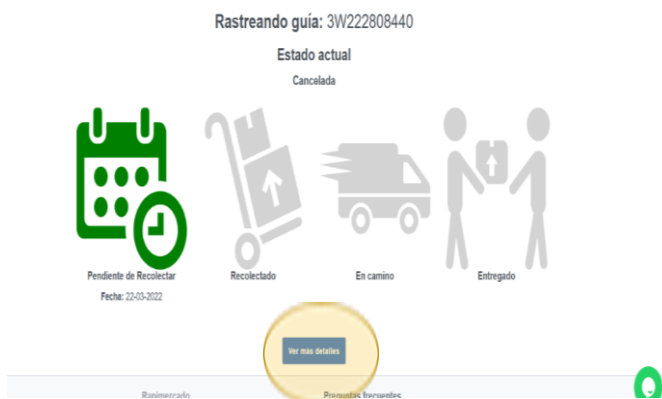 Rastreando guía: 3W222808440
Estado actual
Cancelada
Pendiente de Recolectar Recolectado En camino Entregado
Fecha: 22-03-2022
Ver más detalles
Rapimercado Preguntas frecuentes